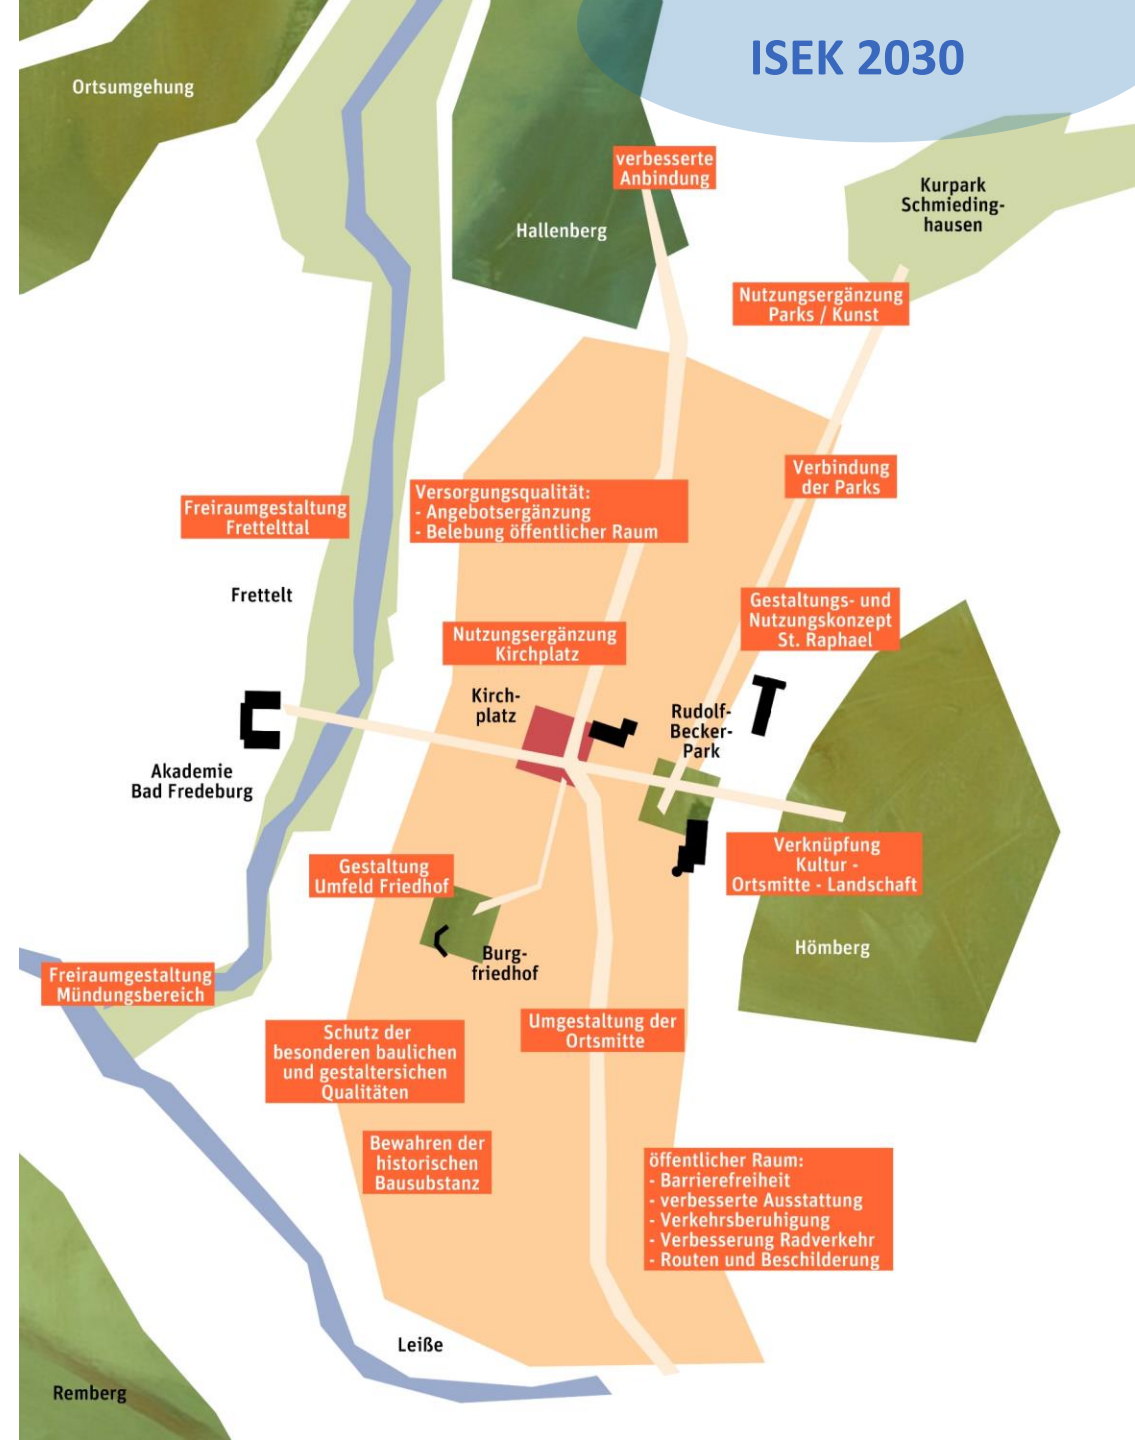 ISEK 2030
Ortsumgehung
verbesserte
Anbindung
Kurpark
Schmieding-
hausen
Hallenberg
Nutzungsergänzung
Parks / Kunst
Verbindung
der Parks
Versorgungsqualität:
- Angebotsergänzung
- Belebung öffentlicher Raum
Freiraumgestaltung
Frettelttal
Frettelt
Gestaltungs- und
Nutzungskonzept
St. Raphael
Nutzungsergänzung
Kirchplatz
Kirch-
platz
Rudolf-
Becker-
Park
Akademie
Bad Fredeburg
Verknüpfung
Kultur -
Ortsmitte - Landschaft
Gestaltung
Umfeld Friedhof
Hömberg
Burg-
friedhof
Freiraumgestaltung
Mündungsbereich
Umgestaltung der
Ortsmitte
Schutz der
besonderen baulichen
und gestaltersichen
Qualitäten
Bewahren der
historischen
Bausubstanz
öffentlicher Raum:
- Barrierefreiheit
- verbesserte Ausstattung
- Verkehrsberuhigung
- Verbesserung Radverkehr
- Routen und Beschilderung
Leiße
Remberg